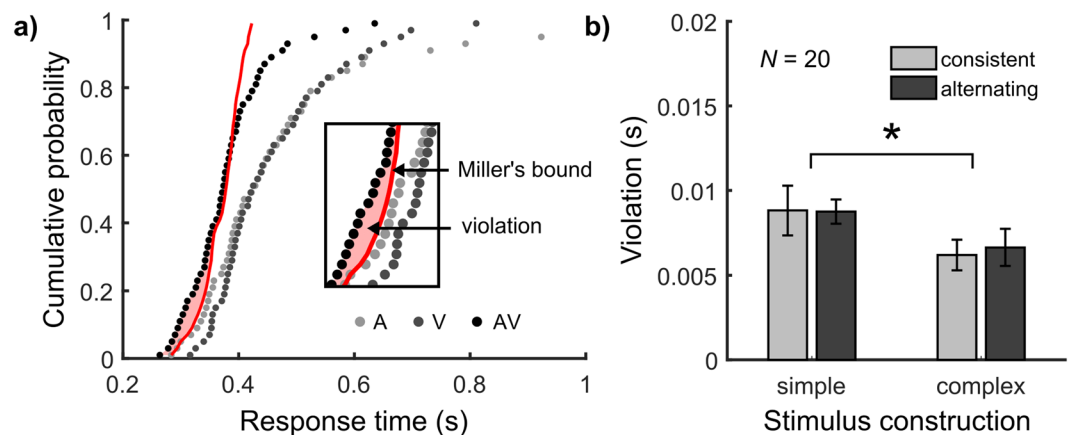 a)
Cumulative probability
1
0.8
0.6
0.4
0.2
0
0.2
0.4
0.6
0.8
1
Response time (s)
Miller's bound
violation
A
V
AV
b)
Violation (s)
0.02
0.015
0.01
0.005
0
N = 20
consistent
alternating
*
simple
complex
Stimulus construction